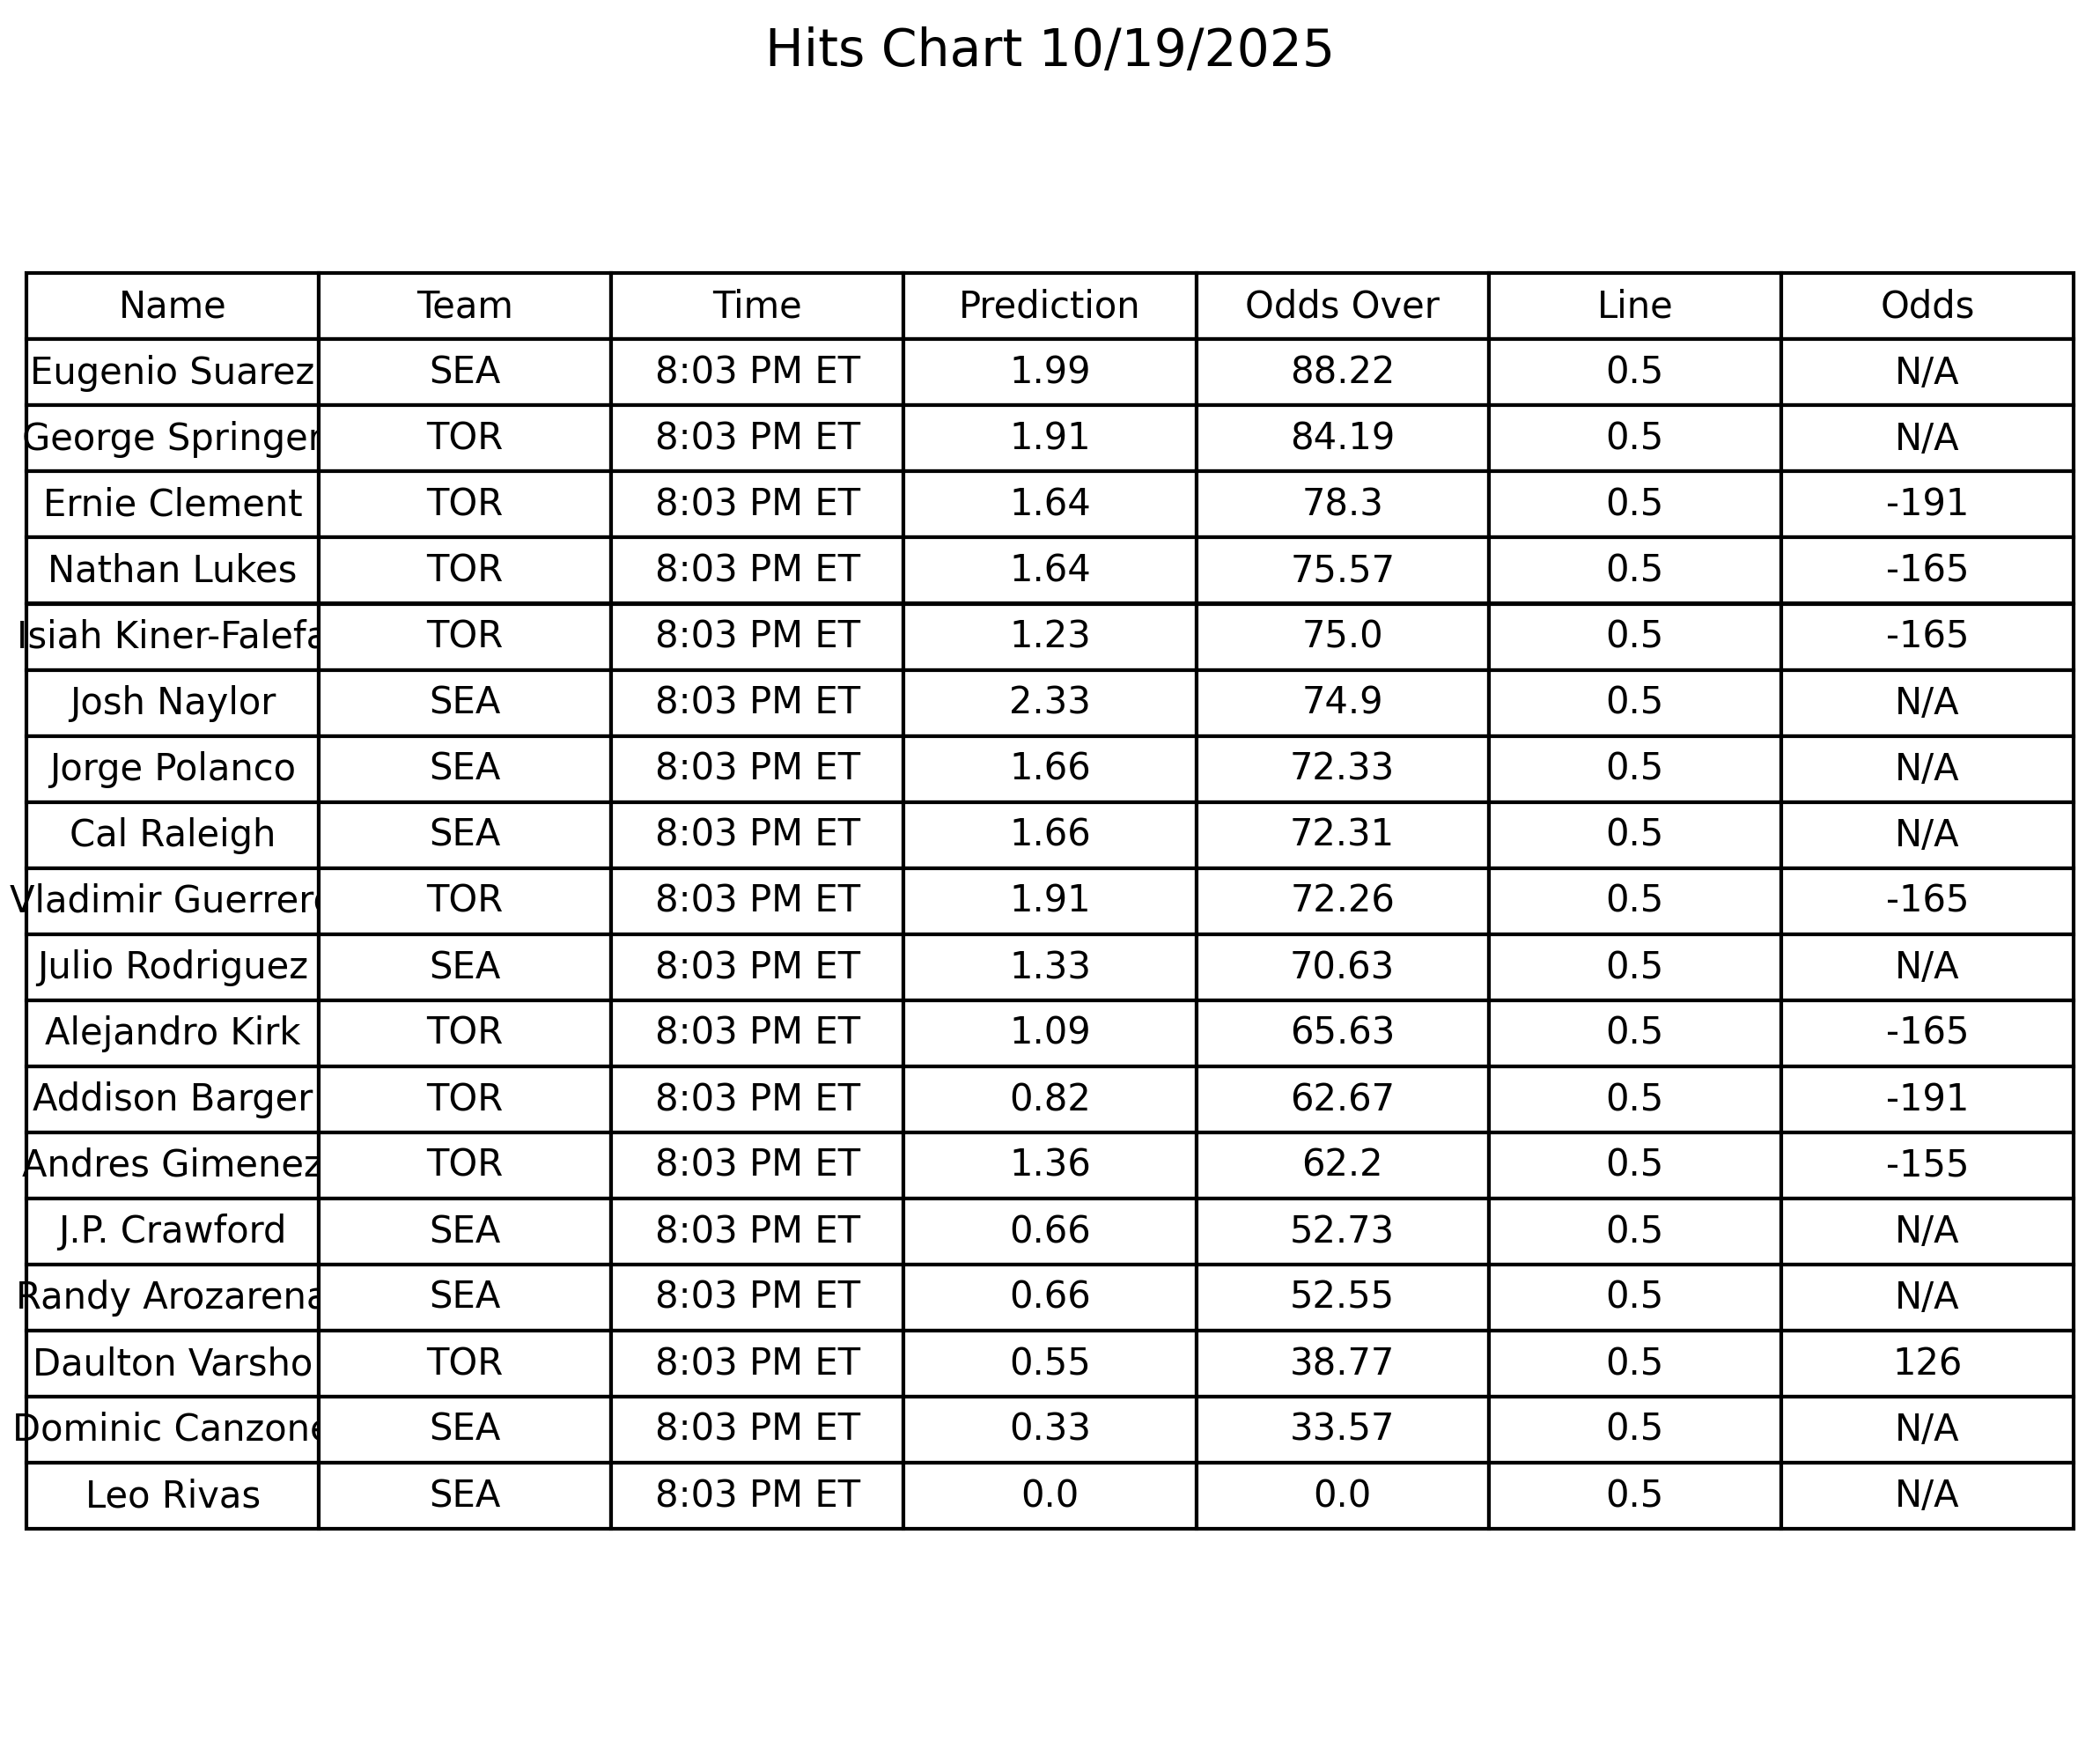 Hits Chart 10/19/2025
Name Team Time Prediction Odds Over Line Odds
Eugenio Suarez SEA 8:03 PM ET 1.99 88.22 0.5 N/A
George Springer TOR 8:03 PM ET 1.91 84.19 0.5 N/A
Ernie Clement TOR 8:03 PM ET 1.64 78.3 0.5 -191
Nathan Lukes TOR 8:03 PM ET 1.64 75.57 0.5 -165
Isiah Kiner-Falefa TOR 8:03 PM ET 1.23 75.0 0.5 -165
Josh Naylor SEA 8:03 PM ET 2.33 74.9 0.5 N/A
Jorge Polanco SEA 8:03 PM ET 1.66 72.33 0.5 N/A
Cal Raleigh SEA 8:03 PM ET 1.66 72.31 0.5 N/A
Vladimir Guerrero TOR 8:03 PM ET 1.91 72.26 0.5 -165
Julio Rodriguez SEA 8:03 PM ET 1.33 70.63 0.5 N/A
Alejandro Kirk TOR 8:03 PM ET 1.09 65.63 0.5 -165
Addison Barger TOR 8:03 PM ET 0.82 62.67 0.5 -191
Andres Gimenez TOR 8:03 PM ET 1.36 62.2 0.5 -155
J.P. Crawford SEA 8:03 PM ET 0.66 52.73 0.5 N/A
Randy Arozarena SEA 8:03 PM ET 0.66 52.55 0.5 N/A
Daulton Varsho TOR 8:03 PM ET 0.55 38.77 0.5 126
Dominic Canzone SEA 8:03 PM ET 0.33 33.57 0.5 N/A
Leo Rivas SEA 8:03 PM ET 0.0 0.0 0.5 N/A